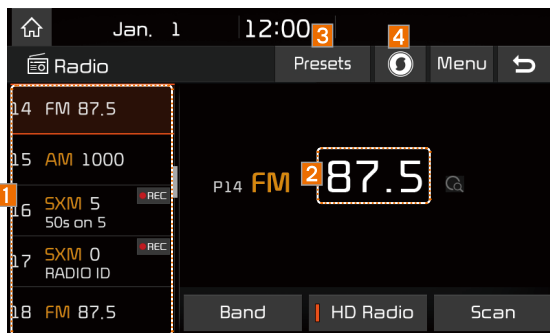 Jan. 1 12:00
3 4
Radio Presets Menu
14 FM 87.5
15 AM 1000
1
16 SXM 5 REC
50s on 5
17 SXM 0 REC
RADIO ID
18 FM 87.5
P14 FM 2 87.5
Band HD Radio Scan